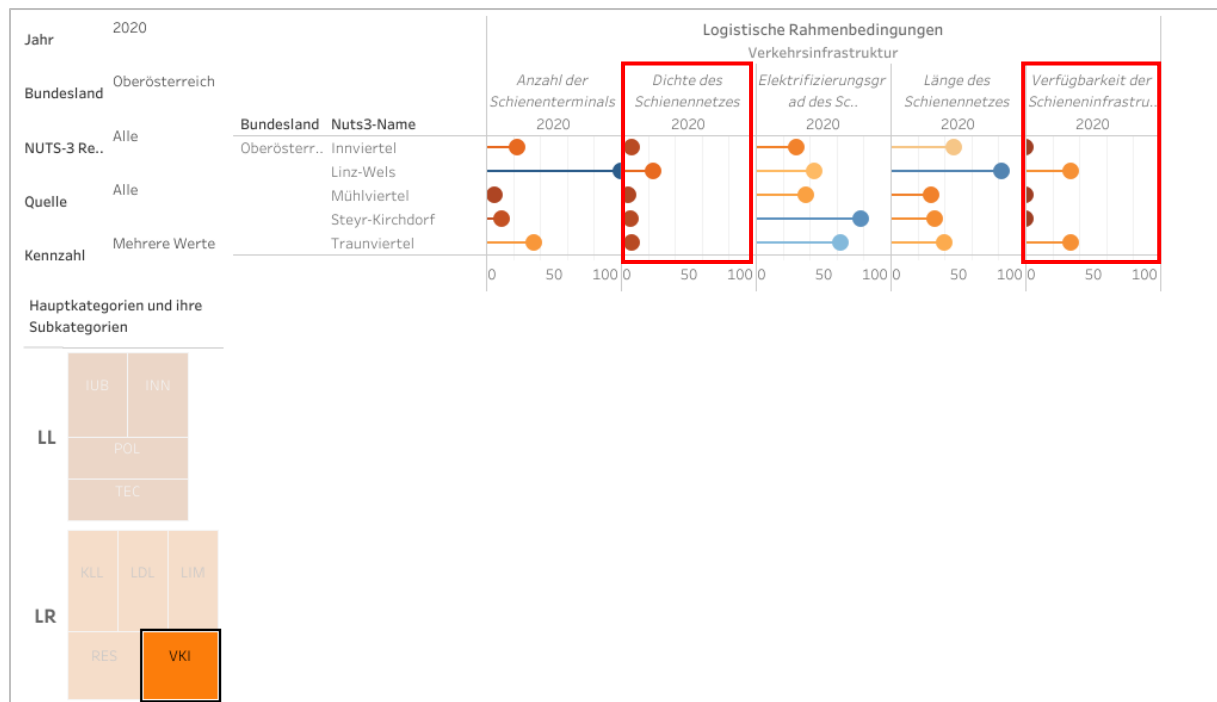 Jahr 2020
Bundesland Oberösterreich
NUTS-3 Re.. Alle
Quelle Alle
Kennzahl Mehrere Werte
Logistische Rahmenbedingungen
Verkehrsinfrastruktur
Anzahl der Dichte des Elektrifizierungsgr Länge des Verfügbarkeit der
Schienenterminals Schienennetzes ad des Sc.. Schienennetzes Schieneninfrastru..
Bundesland Nuts3-Name 2020 2020 2020 2020 2020
Oberösterr.. Innviertel
Linz-Wels
Mühlviertel
Steyr-Kirchdorf
Traunviertel
0 50 100 0 50 100 0 50 100 0 50 100 0 50 100
Hauptkategorien und ihre
Subkategorien
IUB INN
LL
POL
TEC
KLL LDL LIM
LR
RES VKI